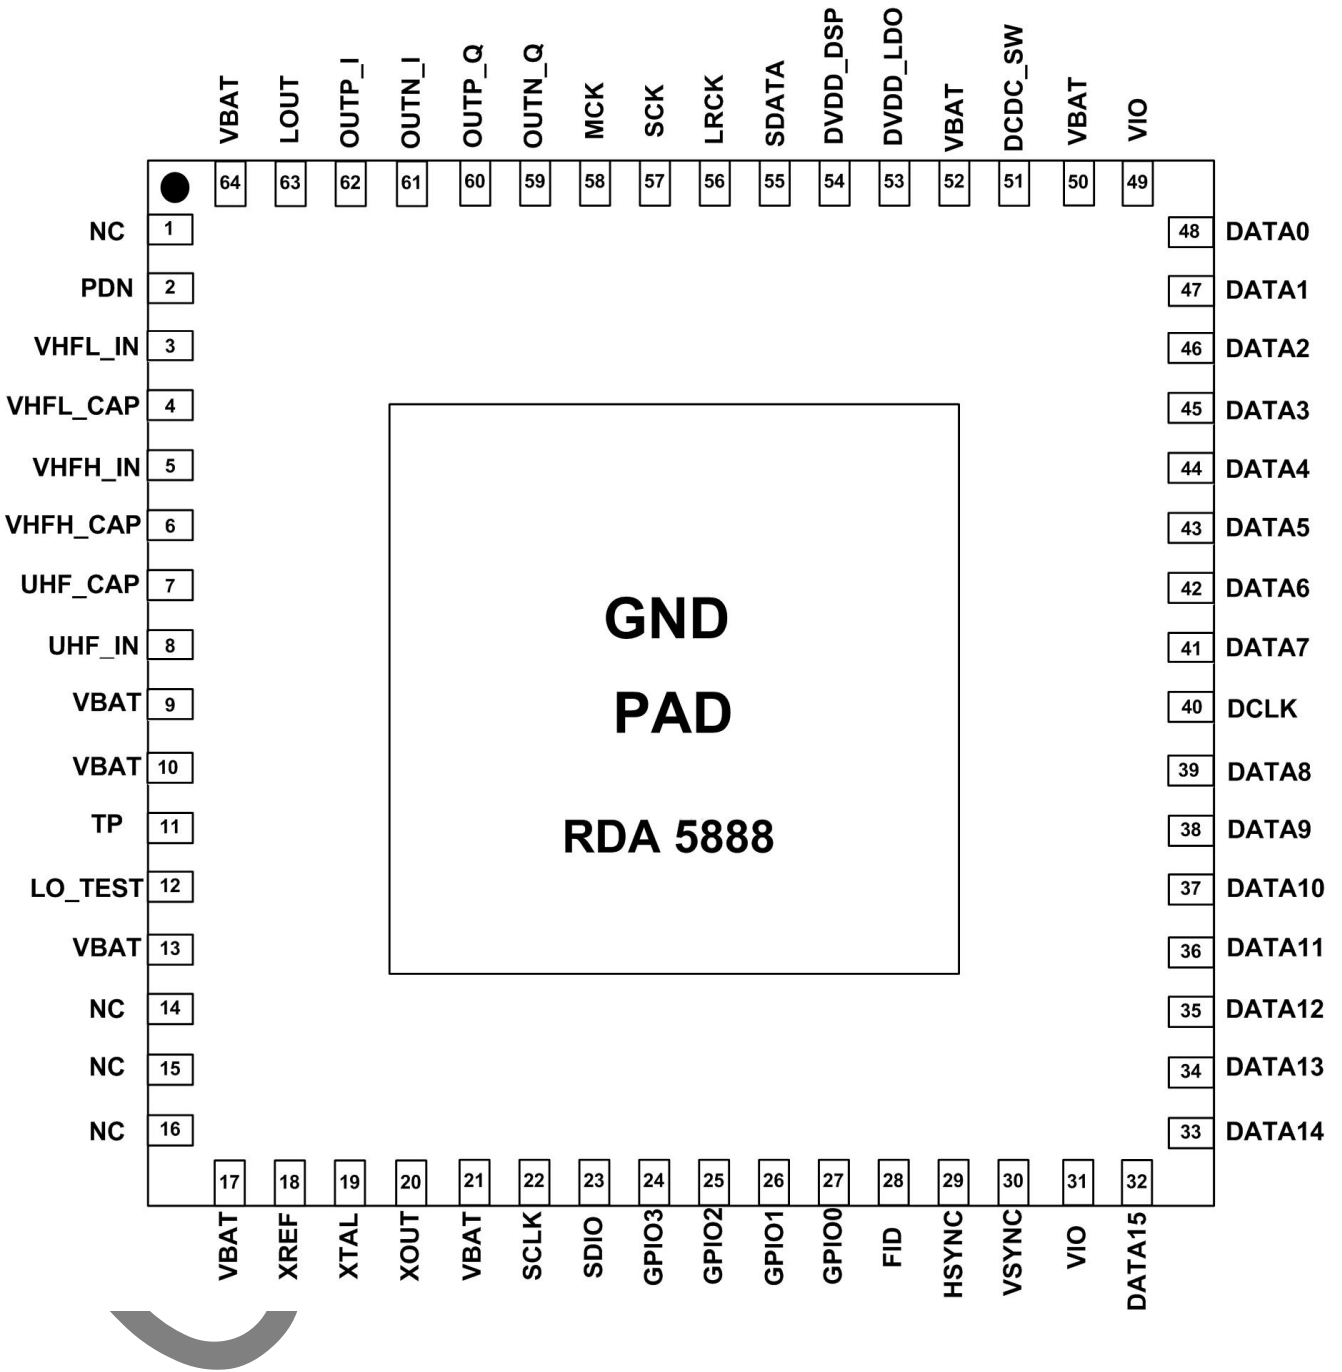 VBAT
LOUT
OUTP_I
OUTN_I
OUTP_Q
OUTN_Q
MCK
SCK
LRCK
SDATA
DVDD_DSP
DVDD_LDO
VBAT
DCDC_SW
VBAT
VIO
64 63 62 61 60 59 58 57 56 55 54 53 52 51 50 49
NC 1
PDN 2
VHFL_IN 3
VHFL_CAP 4
VHFH_IN 5
VHFH_CAP 6
UHF_CAP 7
UHF_IN 8
VBAT 9
VBAT 10
TP 11
LO_TEST 12
VBAT 13
NC 14
NC 15
NC 16
GND
PAD
RDA 5888
48 DATA0
47 DATA1
46 DATA2
45 DATA3
44 DATA4
43 DATA5
42 DATA6
41 DATA7
40 DCLK
39 DATA8
38 DATA9
37 DATA10
36 DATA11
35 DATA12
34 DATA13
33 DATA14
17 18 19 20 21 22 23 24 25 26 27 28 29 30 31 32
VBAT
XREF
XTAL
XOUT
VBAT
SCLK
SDIO
GPIO3
GPIO2
GPIO1
GPIO0
FID
HSYNC
VSYNC
VIO
DATA15